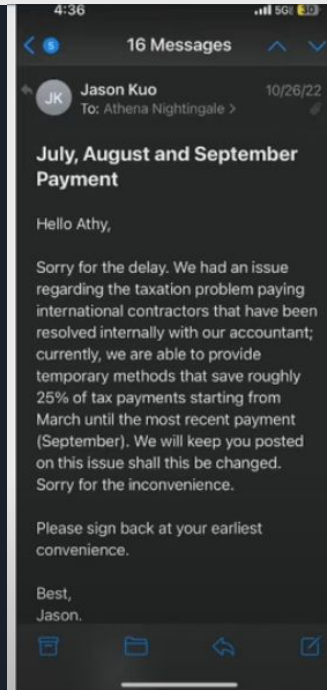 4:36
5G 30
5
16 Messages
JK
Jason Kuo
10/26/22
To: Athena Nightingale >
July, August and September
Payment
Hello Athy,
Sorry for the delay. We had an issue
regarding the taxation problem paying
international contractors that have been
resolved internally with our accountant;
currently, we are able to provide
temporary methods that save roughly
25% of tax payments starting from
March until the most recent payment
(September). We will keep you posted
on this issue shall this be changed.
Sorry for the inconvenience.
Please sign back at your earliest
convenience.
Best,
Jason.